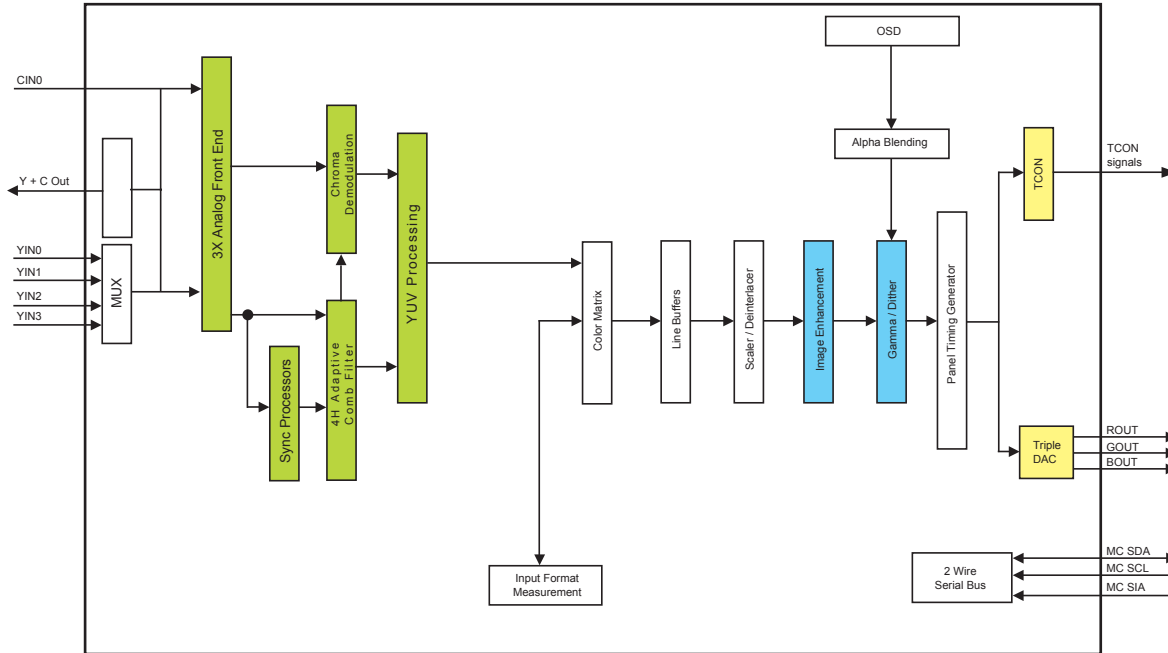 OSD
CIN0
3X Analog Front End
Chroma
Demodulation
YUV Processing
Alpha Blending
TCON
TCON
signals
Y + C Out
YIN0
YIN1
YIN2
YIN3
MUX
Sync Processors
4H Adaptive
Comb Filter
Color Matrix
Line Buffers
Scaler / Deinterlacer
Image Enhancement
Gamma / Dither
Panel Timing Generator
Triple
DAC
ROUT
GOUT
BOUT
Input Format
Measurement
2 Wire
Serial Bus
MC SDA
MC SCL
MC SIA